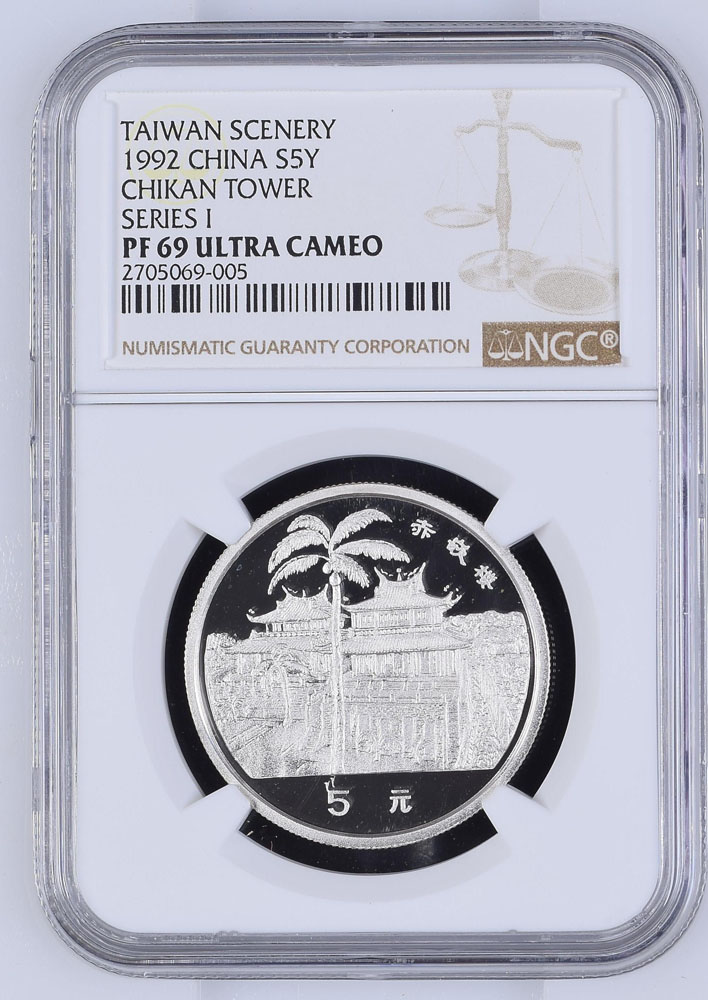 TAIWAN SCENERY
1992 CHINA S5Y
CHIKAN TOWER
SERIES I
PF 69 ULTRA CAMEO
2705069-005
NUMISMATIC GUARANTY CORPORATION
NGC®
赤崁樓
5 元